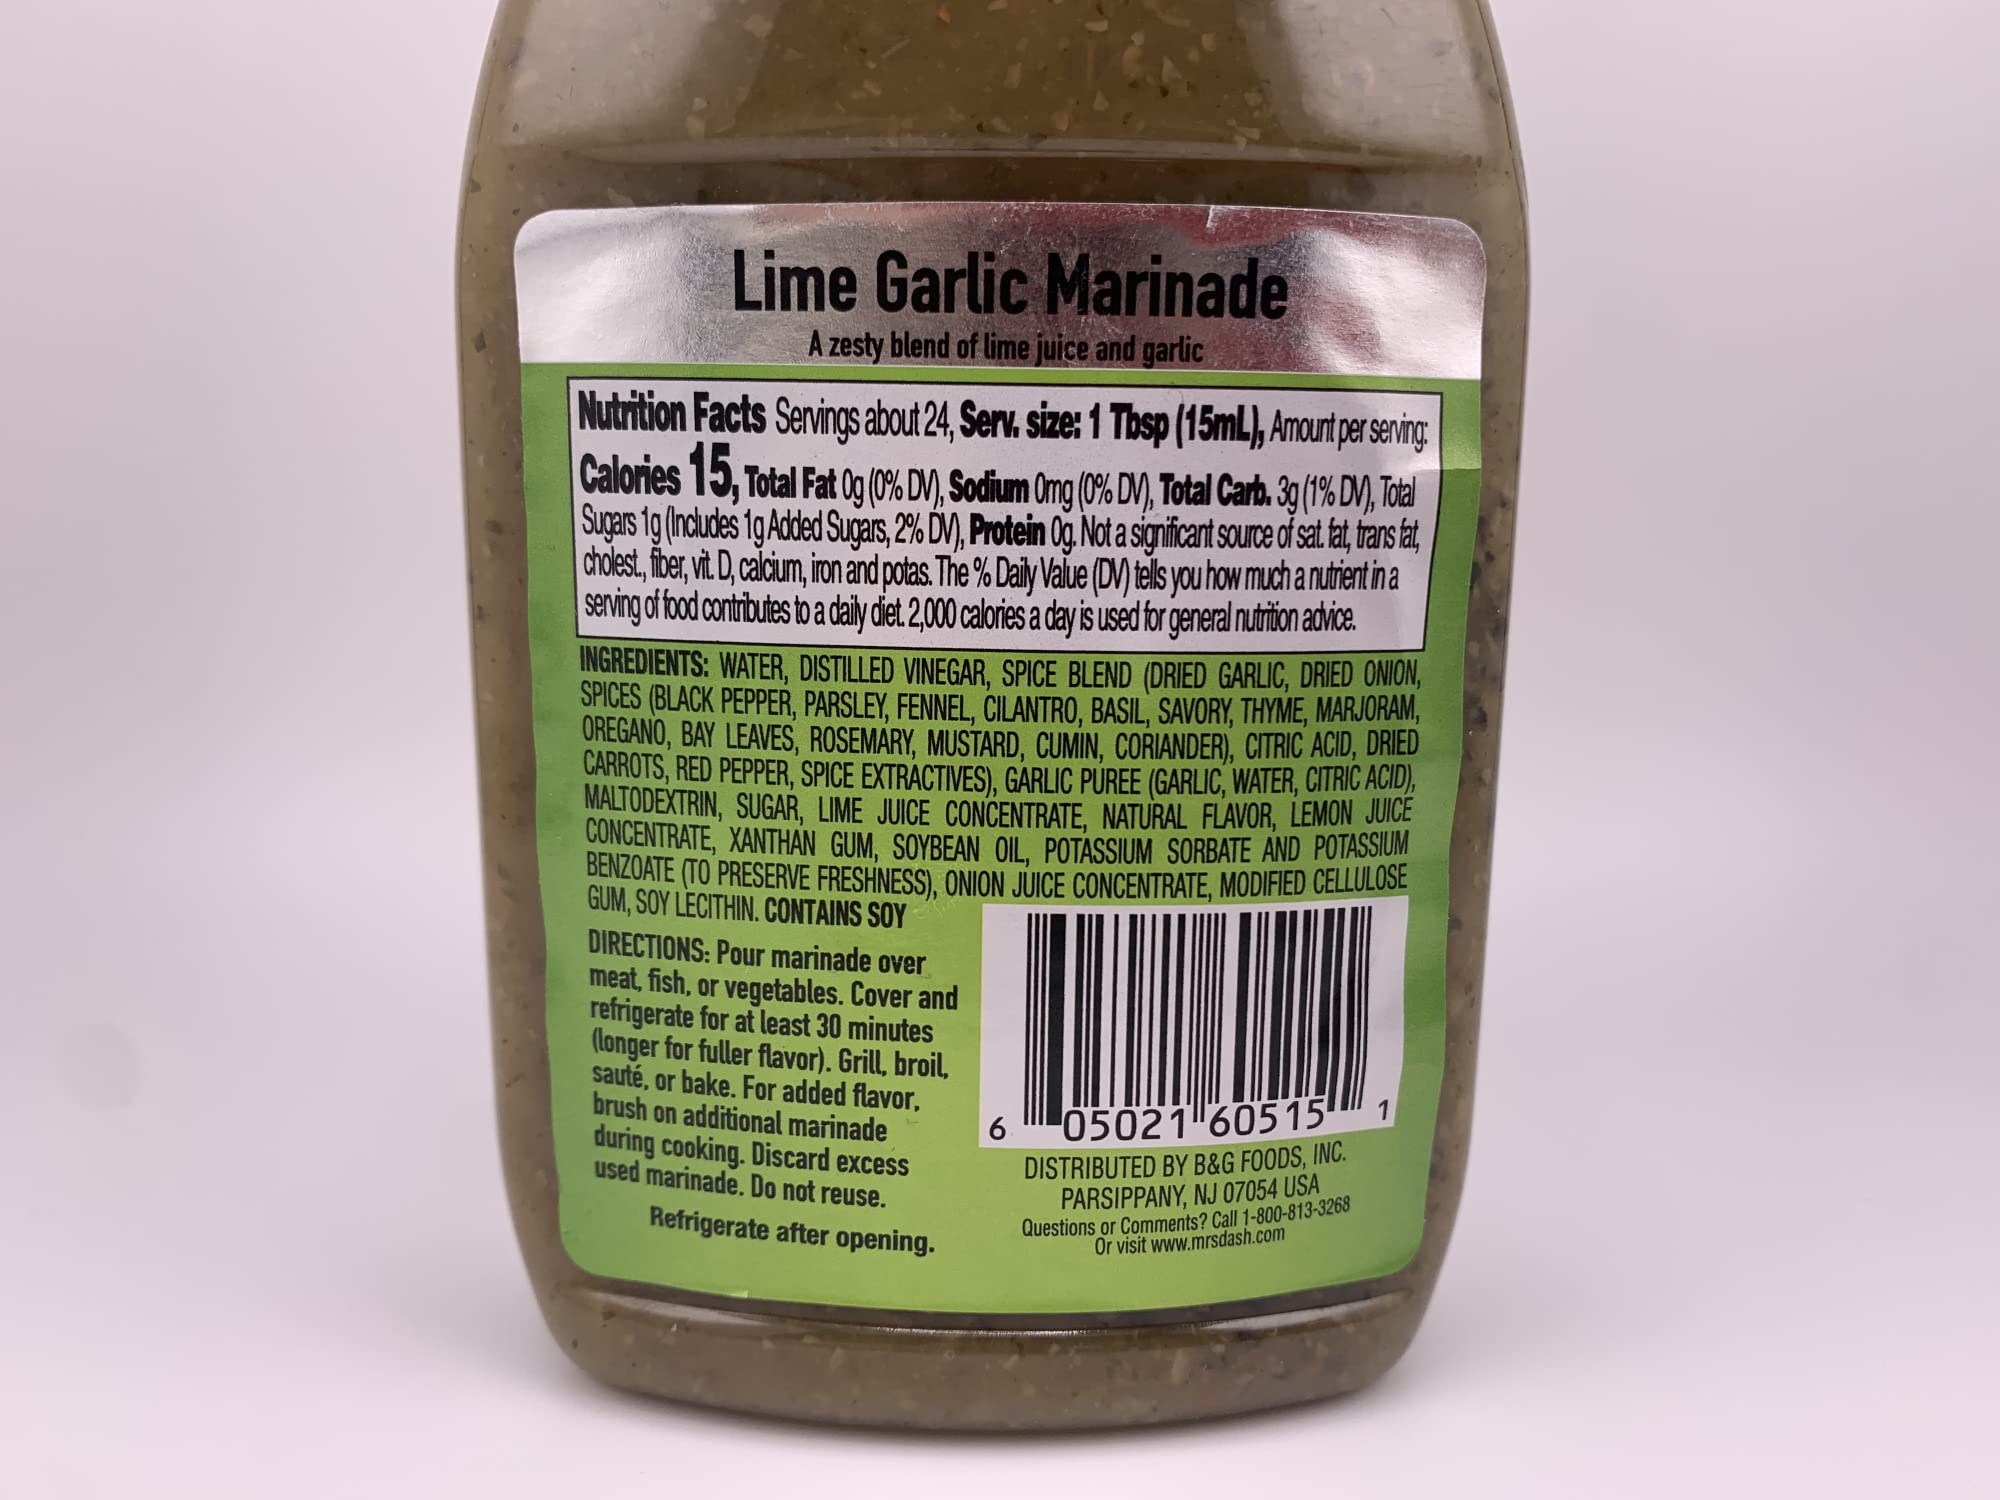 Lime Garlic Marinade
A zesty blend of lime juice and garlic
Nutrition Facts Servings about 24, Serv. size: 1 Tbsp (15mL), Amount per serving:
Calories 15, Total Fat 0g (0% DV), Sodium 0mg (0% DV), Total Carb. 3g (1% DV), Total
Sugars 1g (Includes 1g Added Sugars, 2% DV), Protein 0g. Not a significant source of sat. fat, trans fat,
cholest., fiber, vit. D, calcium, iron and potas. The % Daily Value (DV) tells you how much a nutrient in a
serving of food contributes to a daily diet. 2,000 calories a day is used for general nutrition advice.
INGREDIENTS: WATER, DISTILLED VINEGAR, SPICE BLEND (DRIED GARLIC, DRIED ONION,
SPICES (BLACK PEPPER, PARSLEY, FENNEL, CILANTRO, BASIL, SAVORY, THYME, MARJORAM,
OREGANO, BAY LEAVES, ROSEMARY, MUSTARD, CUMIN, CORIANDER), CITRIC ACID, DRIED
CARROTS, RED PEPPER, SPICE EXTRACTIVES), GARLIC PUREE (GARLIC, WATER, CITRIC ACID),
MALTODEXTRIN, SUGAR, LIME JUICE CONCENTRATE, NATURAL FLAVOR, LEMON JUICE
CONCENTRATE, XANTHAN GUM, SOYBEAN OIL, POTASSIUM SORBATE AND POTASSIUM
BENZOATE (TO PRESERVE FRESHNESS), ONION JUICE CONCENTRATE, MODIFIED CELLULOSE
GUM, SOY LECITHIN. CONTAINS SOY
DIRECTIONS: Pour marinade over
meat, fish, or vegetables. Cover and
refrigerate for at least 30 minutes
(longer for fuller flavor). Grill, broil,
sauté, or bake. For added flavor,
brush on additional marinade
during cooking. Discard excess
used marinade. Do not reuse.
Refrigerate after opening.
6 05021 60515 1
DISTRIBUTED BY B&G FOODS, INC.
PARSIPPANY, NJ 07054 USA
Questions or Comments? Call 1-800-813-3268
Or visit www.mrsdash.com